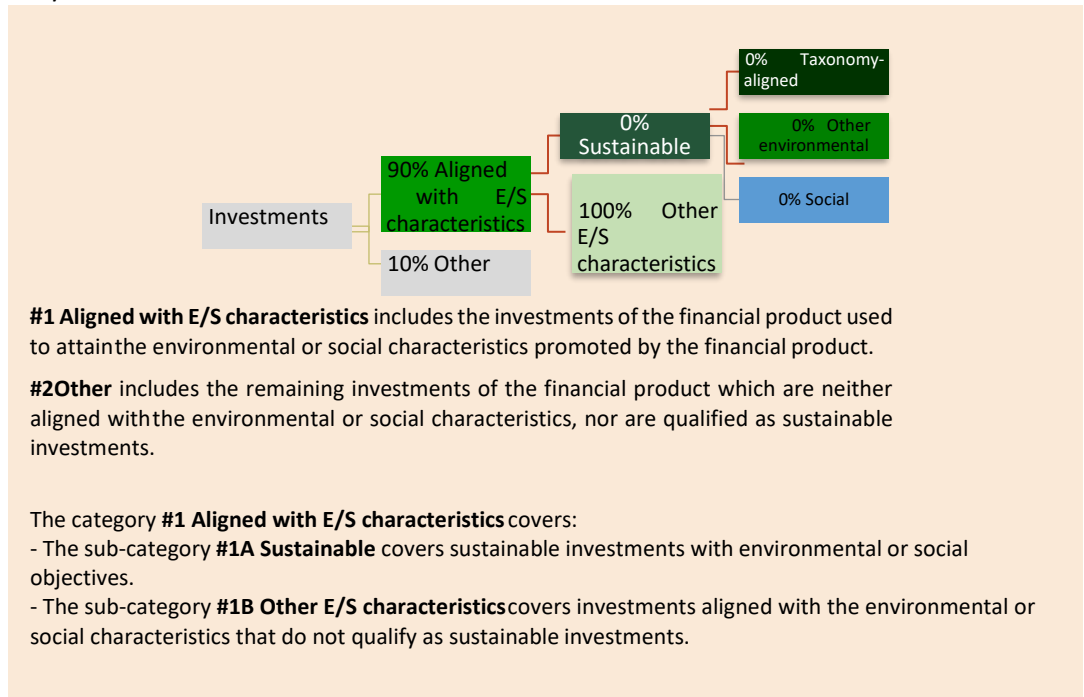 0% Taxonomy-
aligned
0%
Sustainable
0% Other
environmental
90% Aligned
with E/S
characteristics
0% Social
Investments
100% Other
E/S
characteristics
10% Other
#1 Aligned with E/S characteristics includes the investments of the financial product used
to attainthe environmental or social characteristics promoted by the financial product.
#2Other includes the remaining investments of the financial product which are neither
aligned withthe environmental or social characteristics, nor are qualified as sustainable
investments.
The category #1 Aligned with E/S characteristics covers:
- The sub-category #1A Sustainable covers sustainable investments with environmental or social
objectives.
- The sub-category #1B Other E/S characteristicscovers investments aligned with the environmental or
social characteristics that do not qualify as sustainable investments.